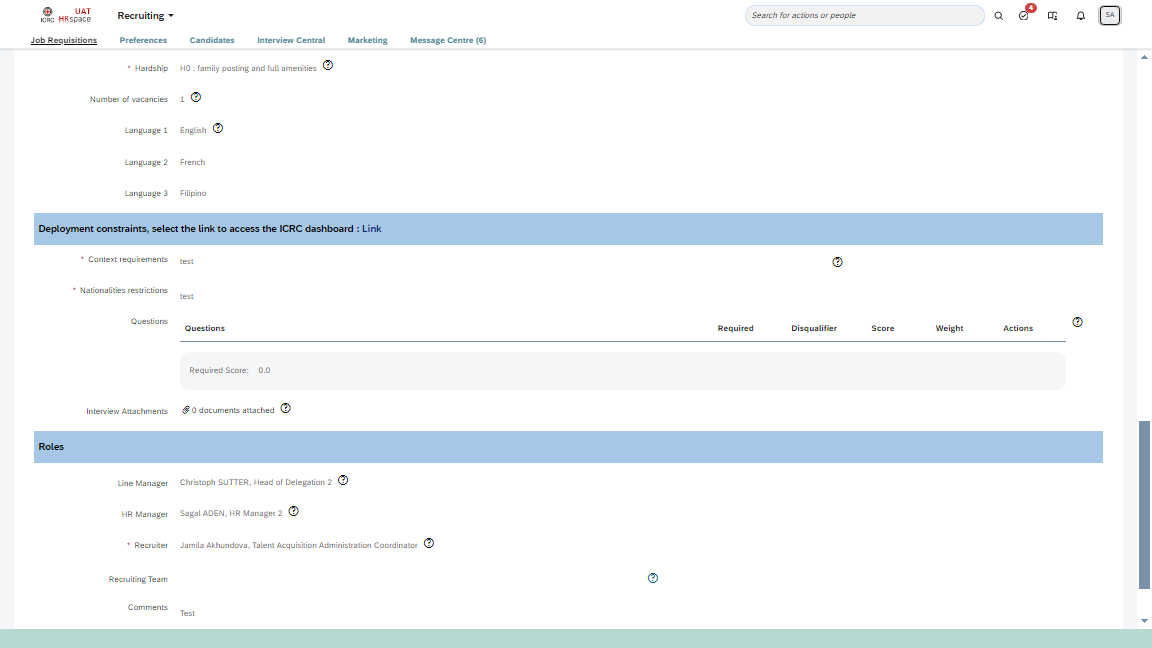 UAT
ICRC HRspace
Recruiting
Search for actions or people
4
SA
Job Requisitions Preferences Candidates Interview Central Marketing Message Centre (6)
* Hardship H0 : family posting and full amenities ?
Number of vacancies 1 ?
Language 1 English ?
Language 2 French
Language 3 Filipino
Deployment constraints, select the link to access the ICRC dashboard : Link
* Context requirements test ?
* Nationalities restrictions test
Questions ?
Questions Required Disqualifier Score Weight Actions
Required Score: 0.0
Interview Attachments 0 documents attached ?
Roles
Line Manager Christoph SUTTER, Head of Delegation 2 ?
HR Manager Sagal ADEN, HR Manager 2 ?
* Recruiter Jamila Akhundova, Talent Acquisition Administration Coordinator ?
Recruiting Team ?
Comments Test